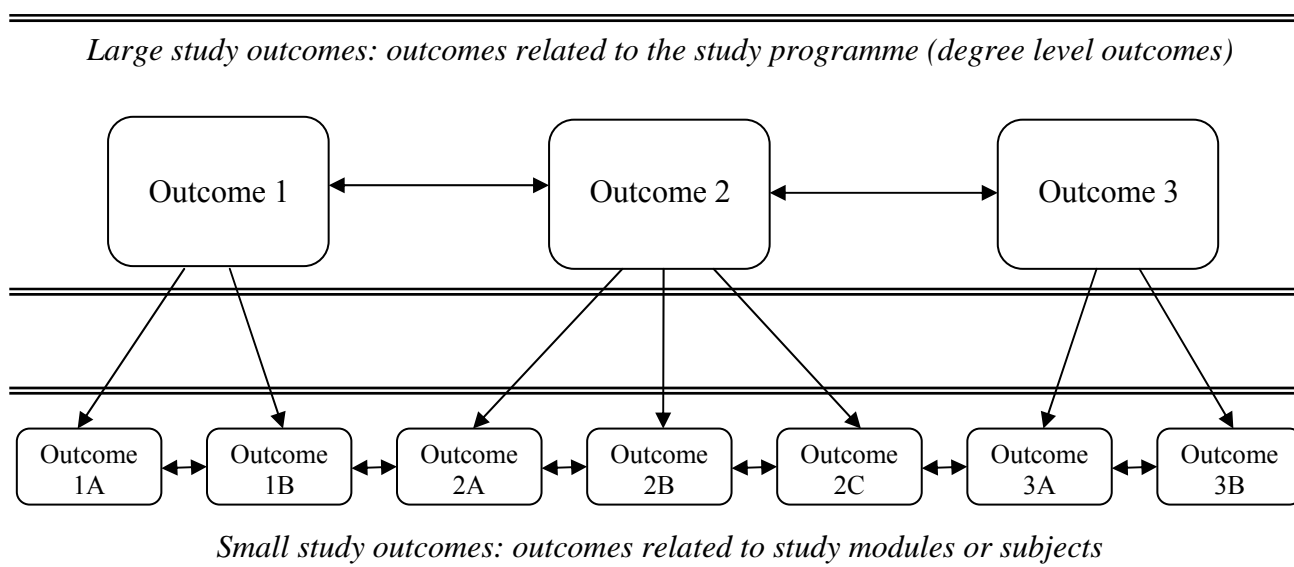 Large study outcomes: outcomes related to the study programme (degree level outcomes)
Outcome 1
Outcome 2
Outcome 3
Outcome
1A
Outcome
1B
Outcome
2A
Outcome
2B
Outcome
2C
Outcome
3A
Outcome
3B
Small study outcomes: outcomes related to study modules or subjects